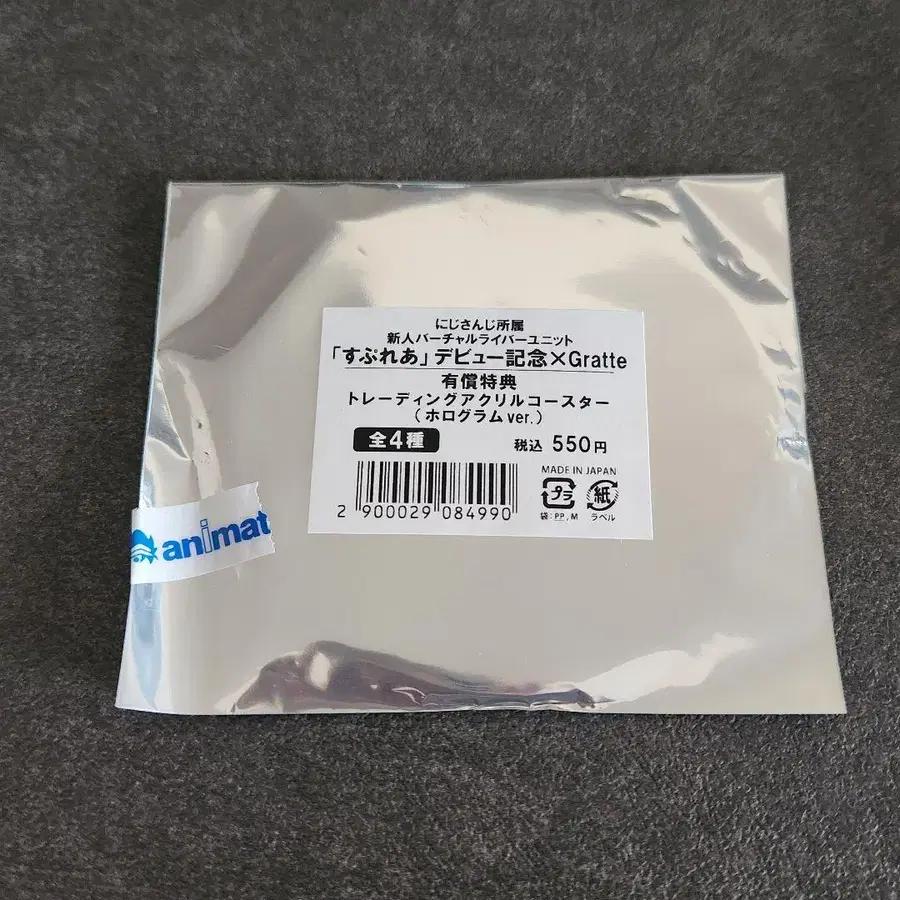 にじさんじ所属
新人バーチャルライバーユニット
「すぷれあ」デビュー記念×Gratte
有償特典
トレーディングアクリルコースター
(ホログラムver.)
全4種 税込 550円
MADE IN JAPAN
プラ 紙
袋:PP,M ラベル
2 900029 084990
animat